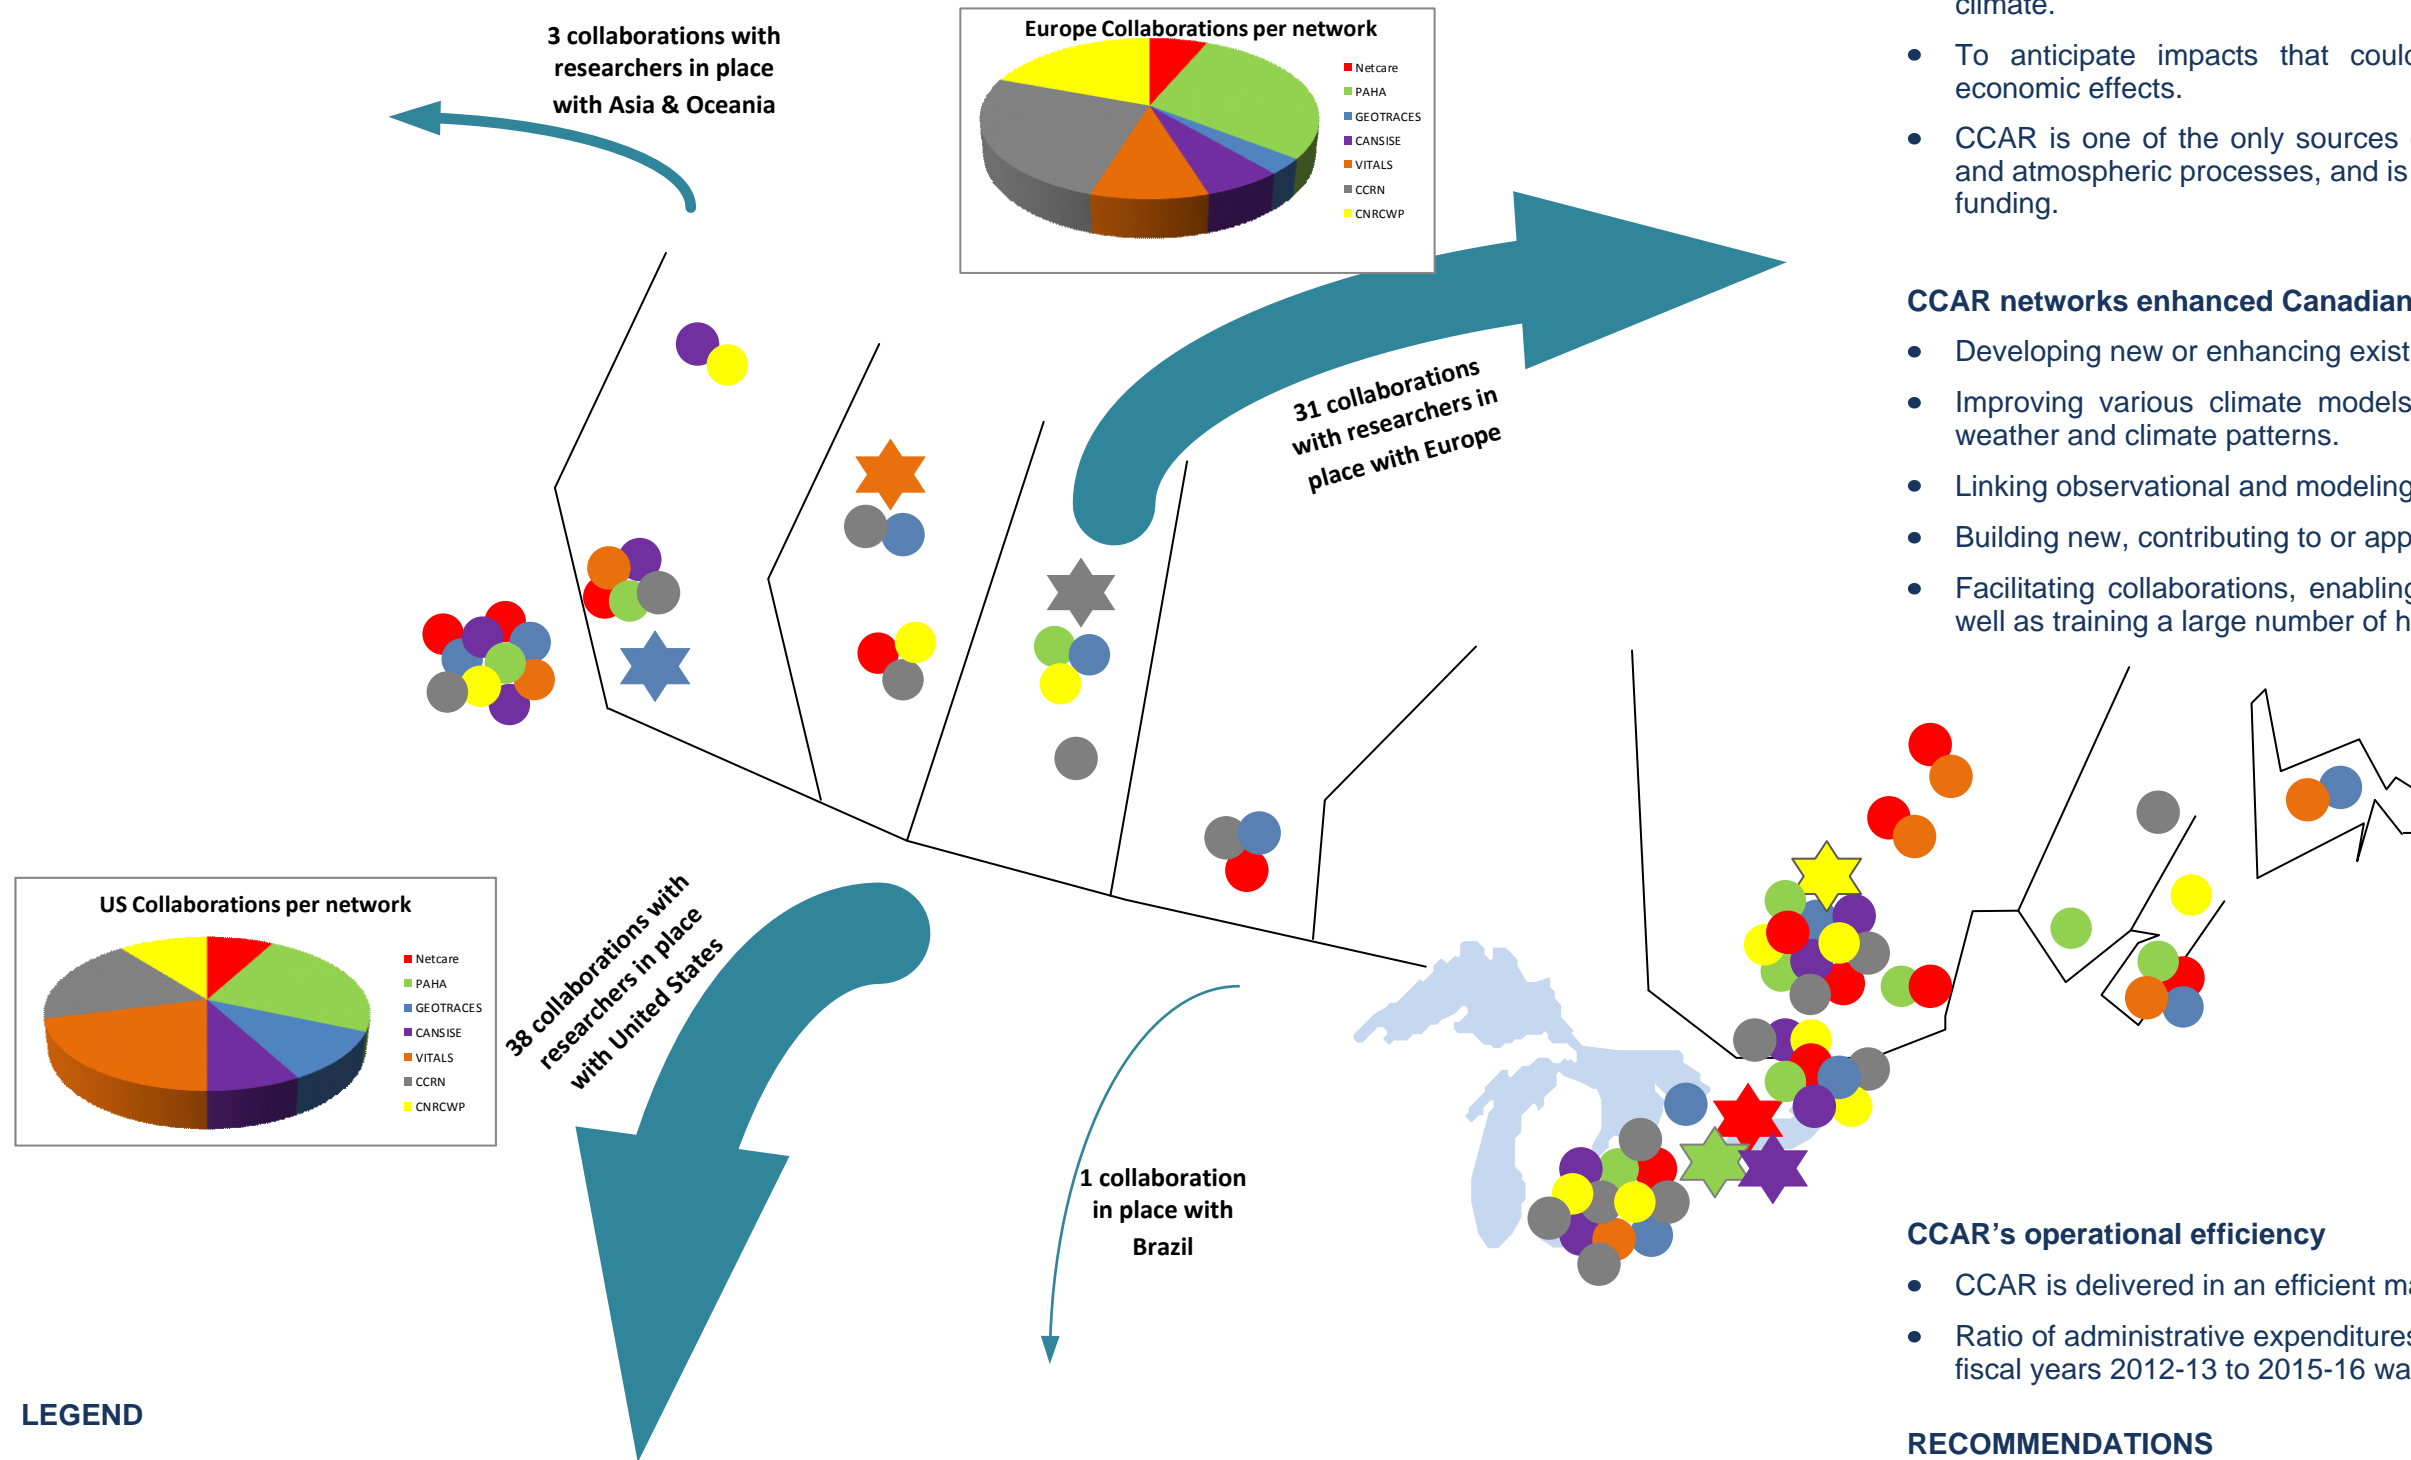 3 collaborations with
researchers in place
with Asia & Oceania
Europe Collaborations per network
Netcare
PAHA
GEOTRACES
CANSISE
VITALS
CCRN
CNRCWP
31 collaborations
with researchers in
place with Europe
US Collaborations per network
Netcare
PAHA
GEOTRACES
CANSISE
VITALS
CCRN
CNRCWP
38 collaborations with
researchers in place
with United States
1 collaboration
in place with
Brazil
LEGEND
climate.
• To anticipate impacts that could
economic effects.
• CCAR is one of the only sources
and atmospheric processes, and is
funding.
CCAR networks enhanced Canadian
• Developing new or enhancing exist
• Improving various climate models
weather and climate patterns.
• Linking observational and modeling
• Building new, contributing to or app
• Facilitating collaborations, enabling
well as training a large number of h
CCAR’s operational efficiency
• CCAR is delivered in an efficient ma
• Ratio of administrative expenditures
fiscal years 2012-13 to 2015-16 wa
RECOMMENDATIONS